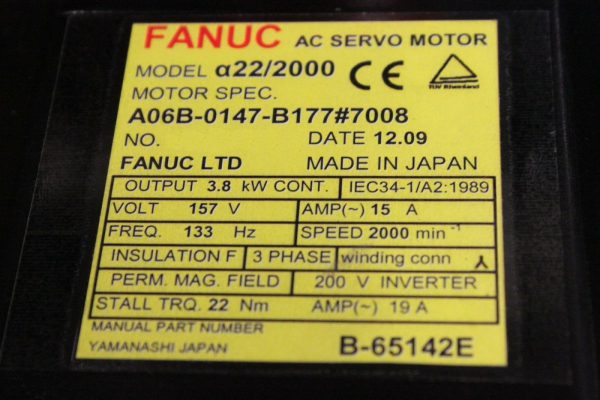 FANUC AC SERVO MOTOR
MODEL α22/2000 CE
TÜV Rheinland
MOTOR SPEC.
A06B-0147-B177#7008
NO. DATE 12.09
FANUC LTD MADE IN JAPAN
OUTPUT 3.8 kW CONT. IEC34-1/A2:1989
VOLT 157 V AMP(~) 15 A
FREQ. 133 Hz SPEED 2000 min⁻¹
INSULATION F 3 PHASE winding conn
PERM. MAG. FIELD 200 V INVERTER
STALL TRQ. 22 Nm AMP(~) 19 A
MANUAL PART NUMBER
YAMANASHI JAPAN B-65142E